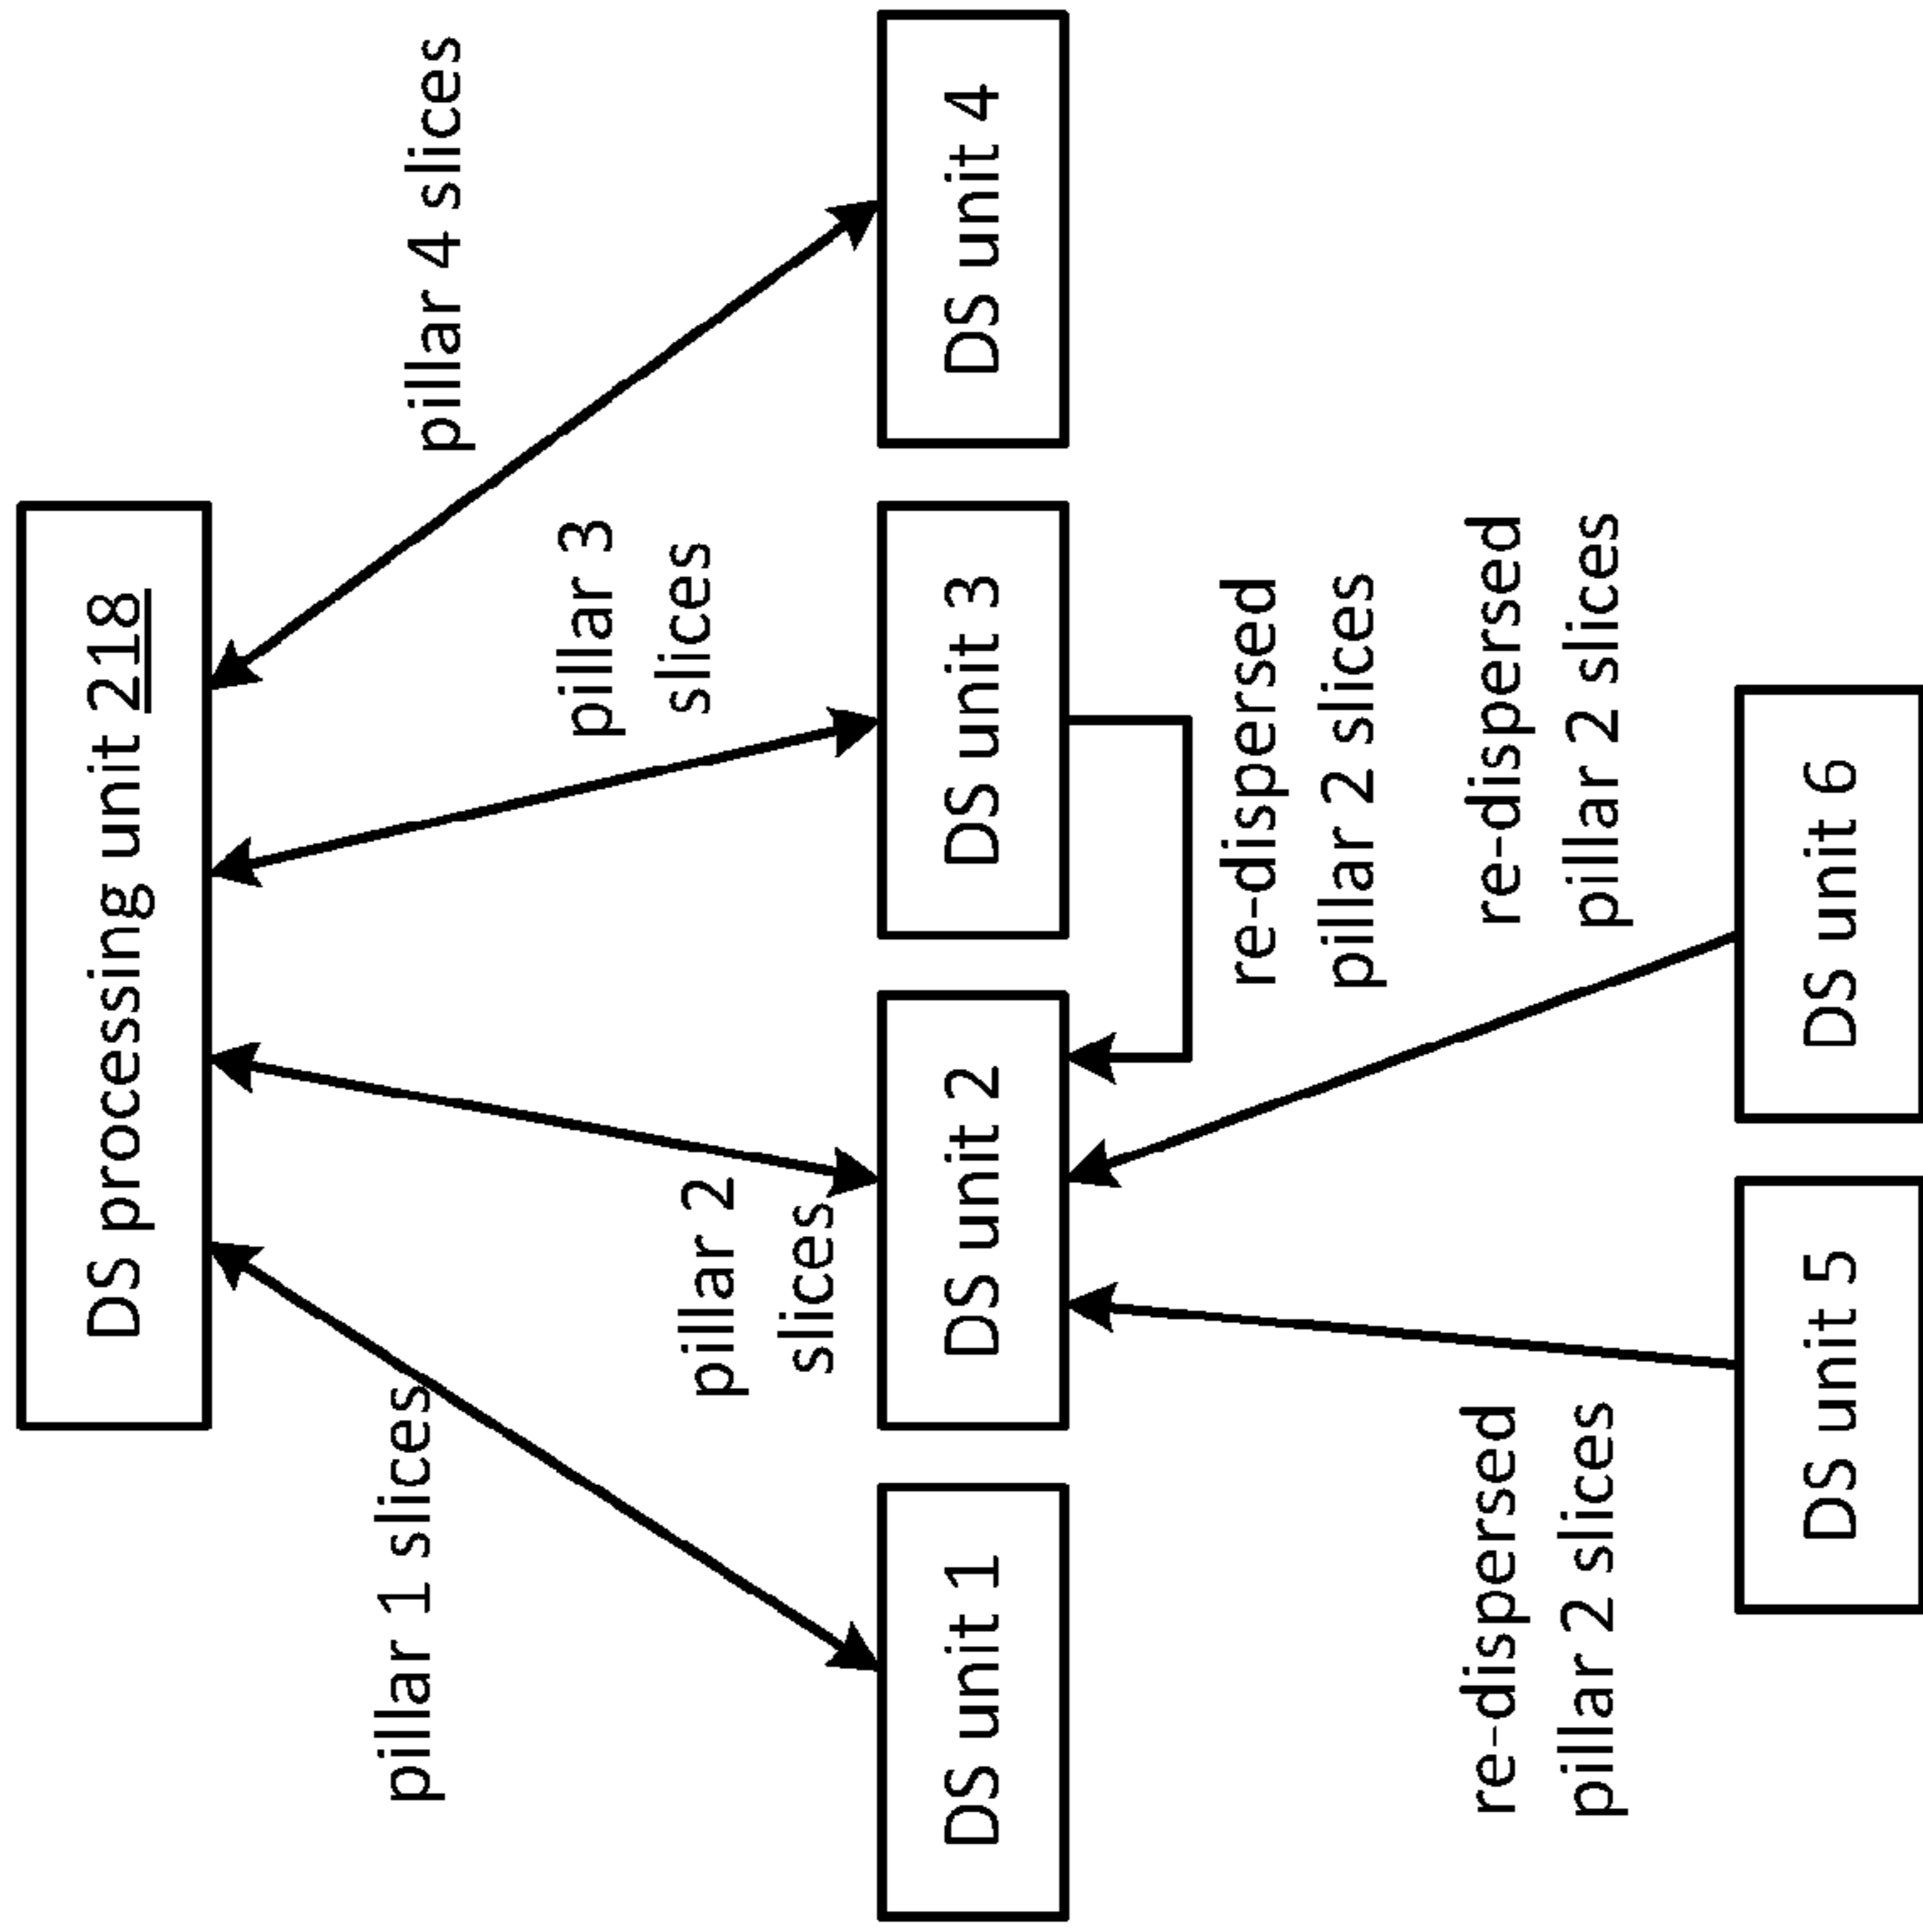 DS processing unit 218
pillar 1 slices
pillar 2
slices
pillar 3
slices
pillar 4 slices
DS unit 1
DS unit 2
DS unit 3
DS unit 4
re-dispersed
pillar 2 slices
re-dispersed
pillar 2 slices
re-dispersed
pillar 2 slices
DS unit 5
DS unit 6